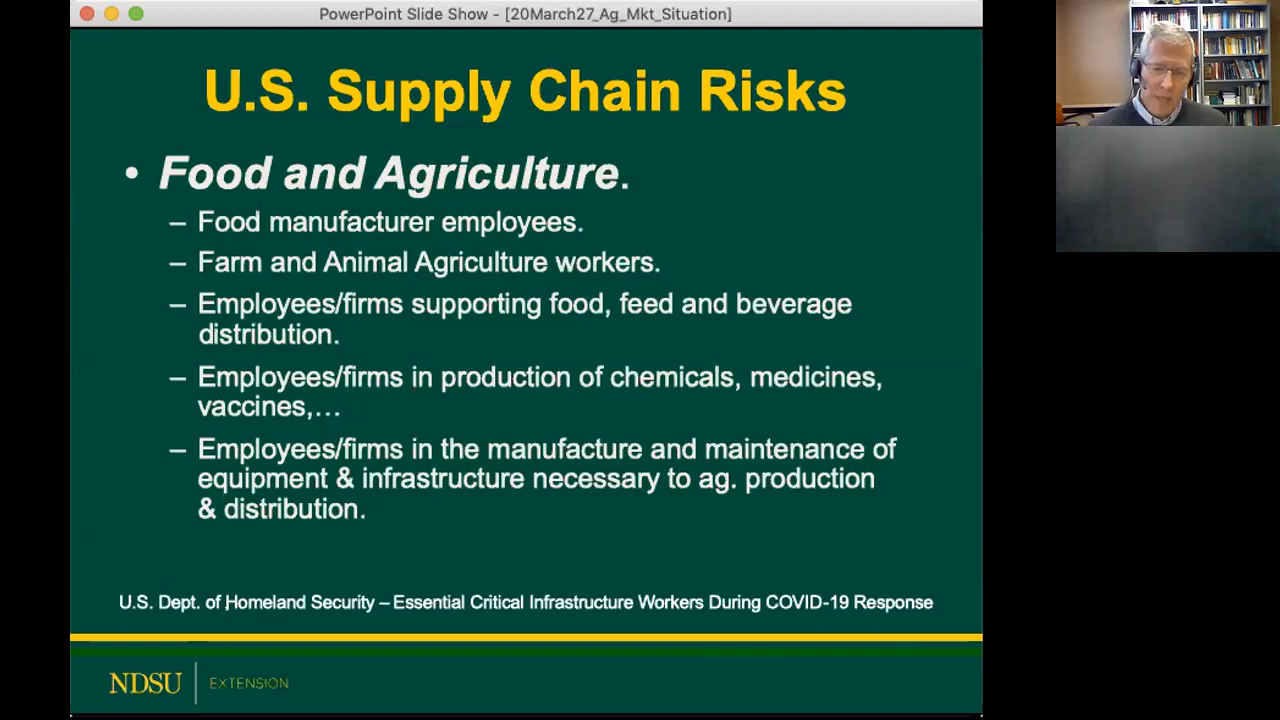 PowerPoint Slide Show - [20March27_Ag_Mkt_Situation]
U.S. Supply Chain Risks
• Food and Agriculture.
– Food manufacturer employees.
– Farm and Animal Agriculture workers.
– Employees/firms supporting food, feed and beverage
distribution.
– Employees/firms in production of chemicals, medicines,
vaccines,…
– Employees/firms in the manufacture and maintenance of
equipment & infrastructure necessary to ag. production
& distribution.
U.S. Dept. of Homeland Security – Essential Critical Infrastructure Workers During COVID-19 Response
NDSU EXTENSION